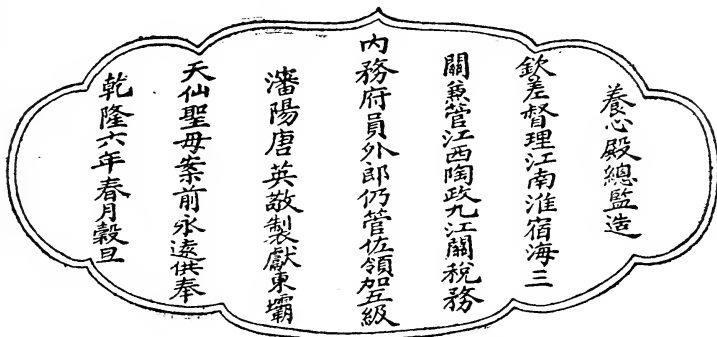 養心殿總監造
欽差督理江南淮宿海三
關兼管江西陶政九江關稅務
內務府員外郎仍管佐領加五級
瀋陽唐英敬製獻東壩
天仙聖母案前永遠供奉
乾隆六年春月穀旦